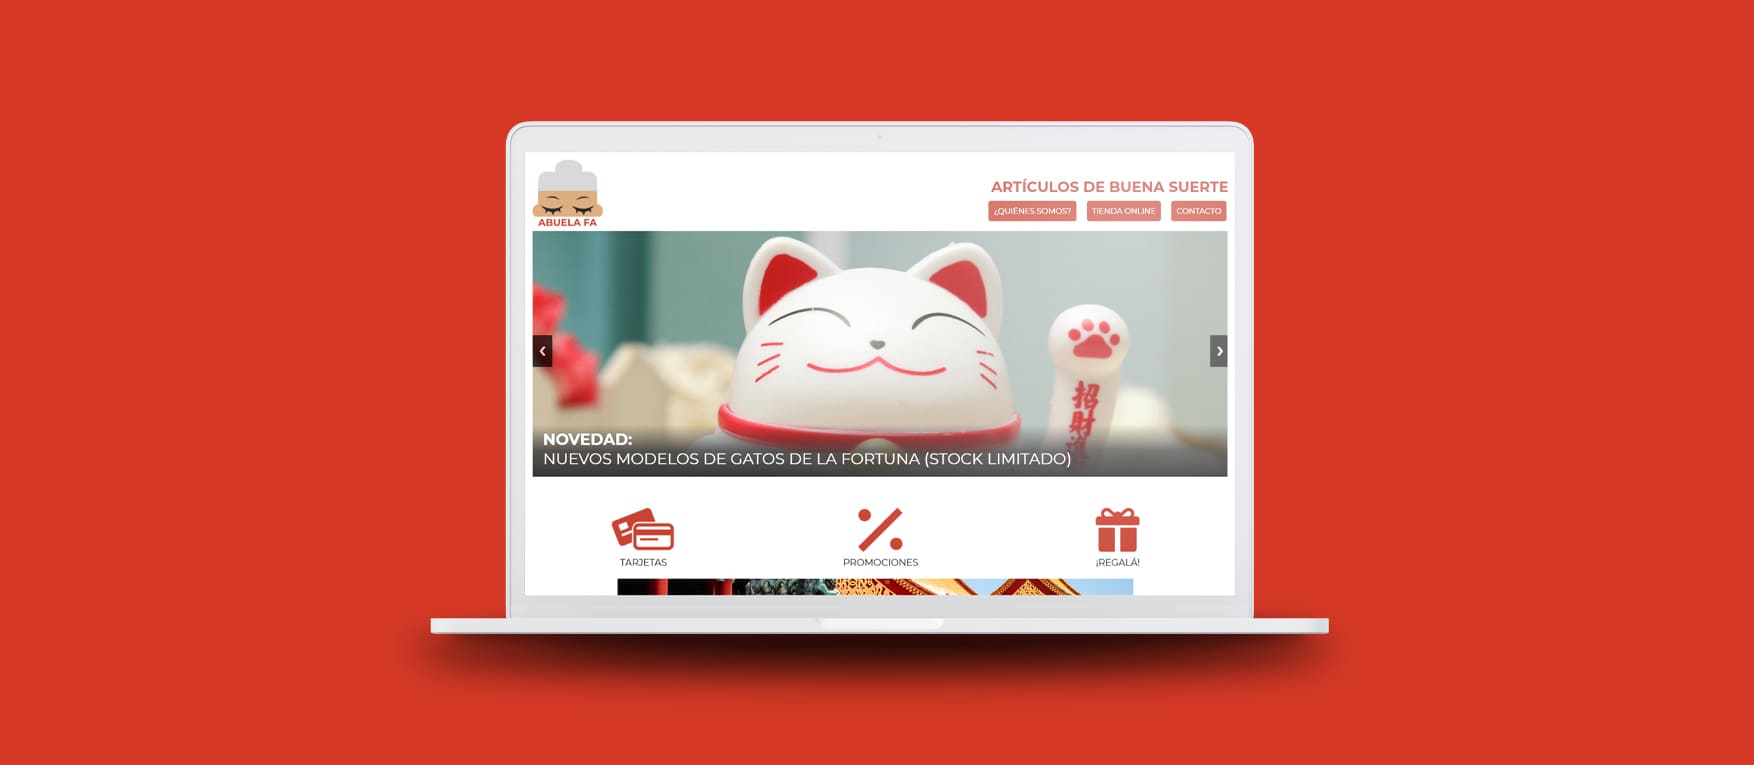 ABUELA FA
ARTÍCULOS DE BUENA SUERTE
¿QUIÉNES SOMOS?
TIENDA ONLINE
CONTACTO
招財進
NOVEDAD:
NUEVOS MODELOS DE GATOS DE LA FORTUNA (STOCK LIMITADO)
TARJETAS
PROMOCIONES
¡REGALÁ!